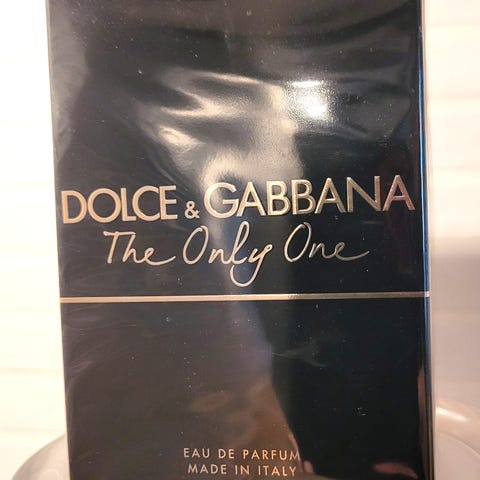 DOLCE & GABBANA
The Only One
EAU DE PARFUM
MADE IN ITALY